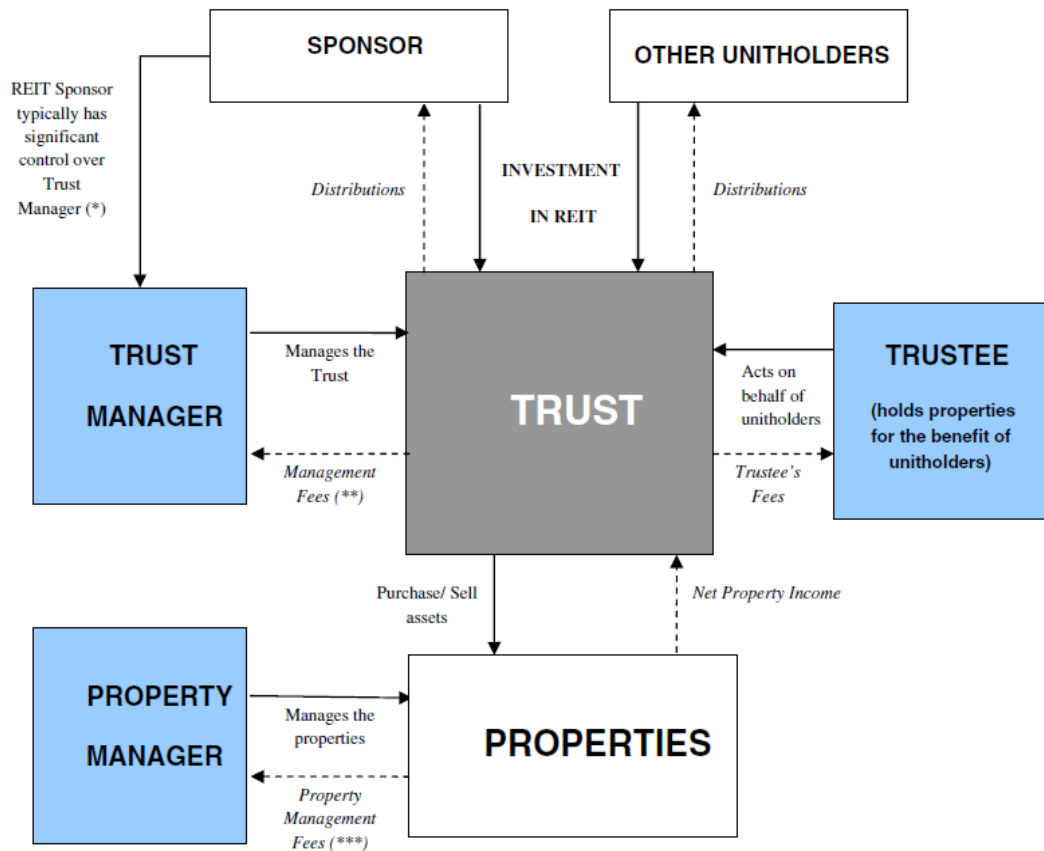 SPONSOR
OTHER UNITHOLDERS
REIT Sponsor
typically has
significant
control over
Trust
Manager (*)
Distributions
INVESTMENT
IN REIT
Distributions
TRUST
MANAGER
Manages the
Trust
Management
Fees (**)
TRUST
Acts on
behalf of
unitholders
Trustee's
Fees
TRUSTEE
(holds properties
for the benefit of
unitholders)
Purchase/ Sell
assets
Net Property Income
PROPERTY
MANAGER
Manages the
properties
Property
Management
Fees (***)
PROPERTIES